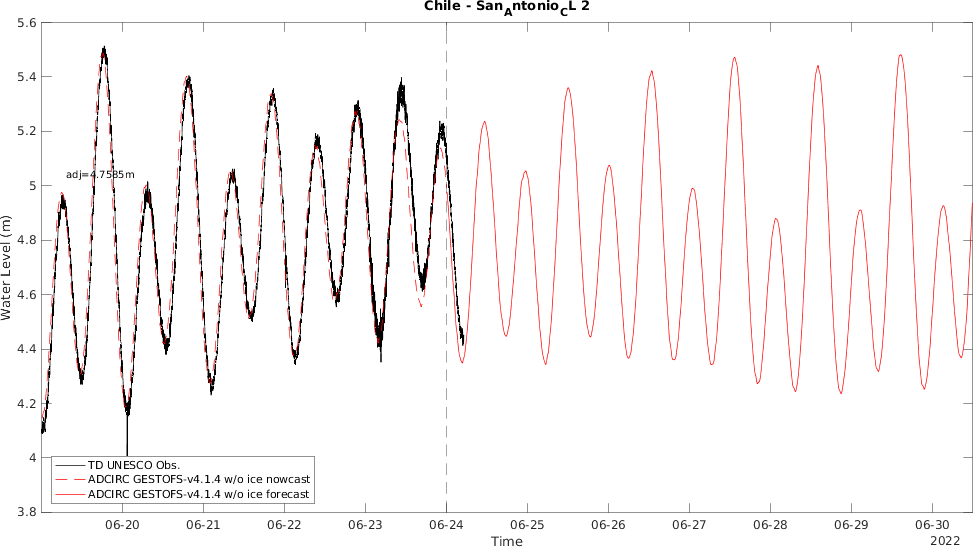 Chile - SanAntonioCL 2
5.6
5.4
5.2
5
4.8
4.6
4.4
4.2
4
3.8
Water Level (m)
adj=4.7585m
TD UNESCO Obs.
ADCIRC GESTOFS-v4.1.4 w/o ice nowcast
ADCIRC GESTOFS-v4.1.4 w/o ice forecast
06-20 06-21 06-22 06-23 06-24 06-25 06-26 06-27 06-28 06-29 06-30
Time
2022